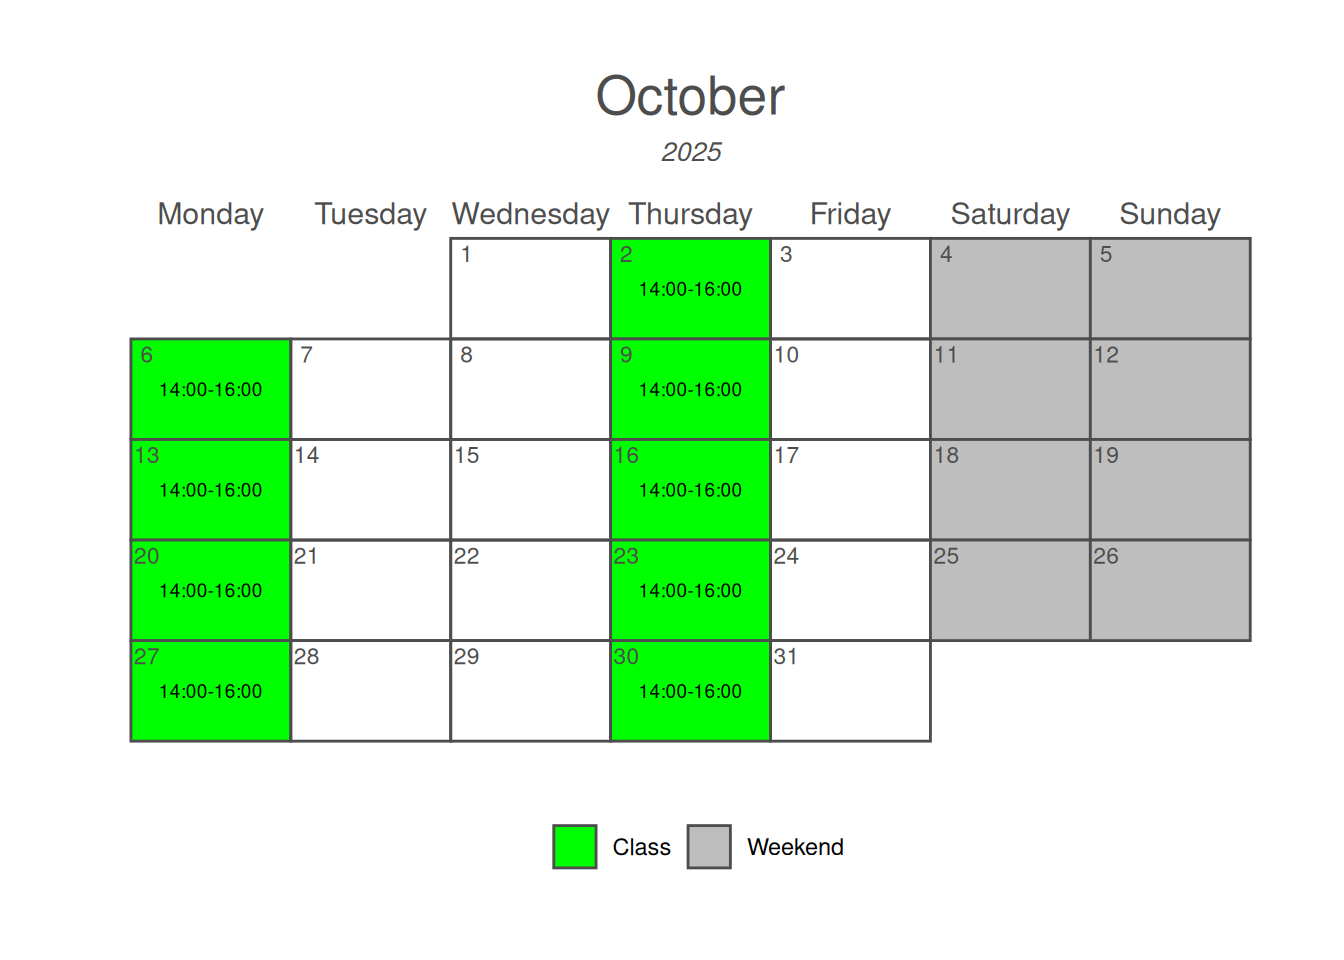 October
2025
Monday Tuesday Wednesday Thursday Friday Saturday Sunday
1 2 3 4 5
14:00-16:00
6 7 8 9 10 11 12
14:00-16:00 14:00-16:00
13 14 15 16 17 18 19
14:00-16:00 14:00-16:00
20 21 22 23 24 25 26
14:00-16:00 14:00-16:00
27 28 29 30 31
14:00-16:00 14:00-16:00
Class Weekend